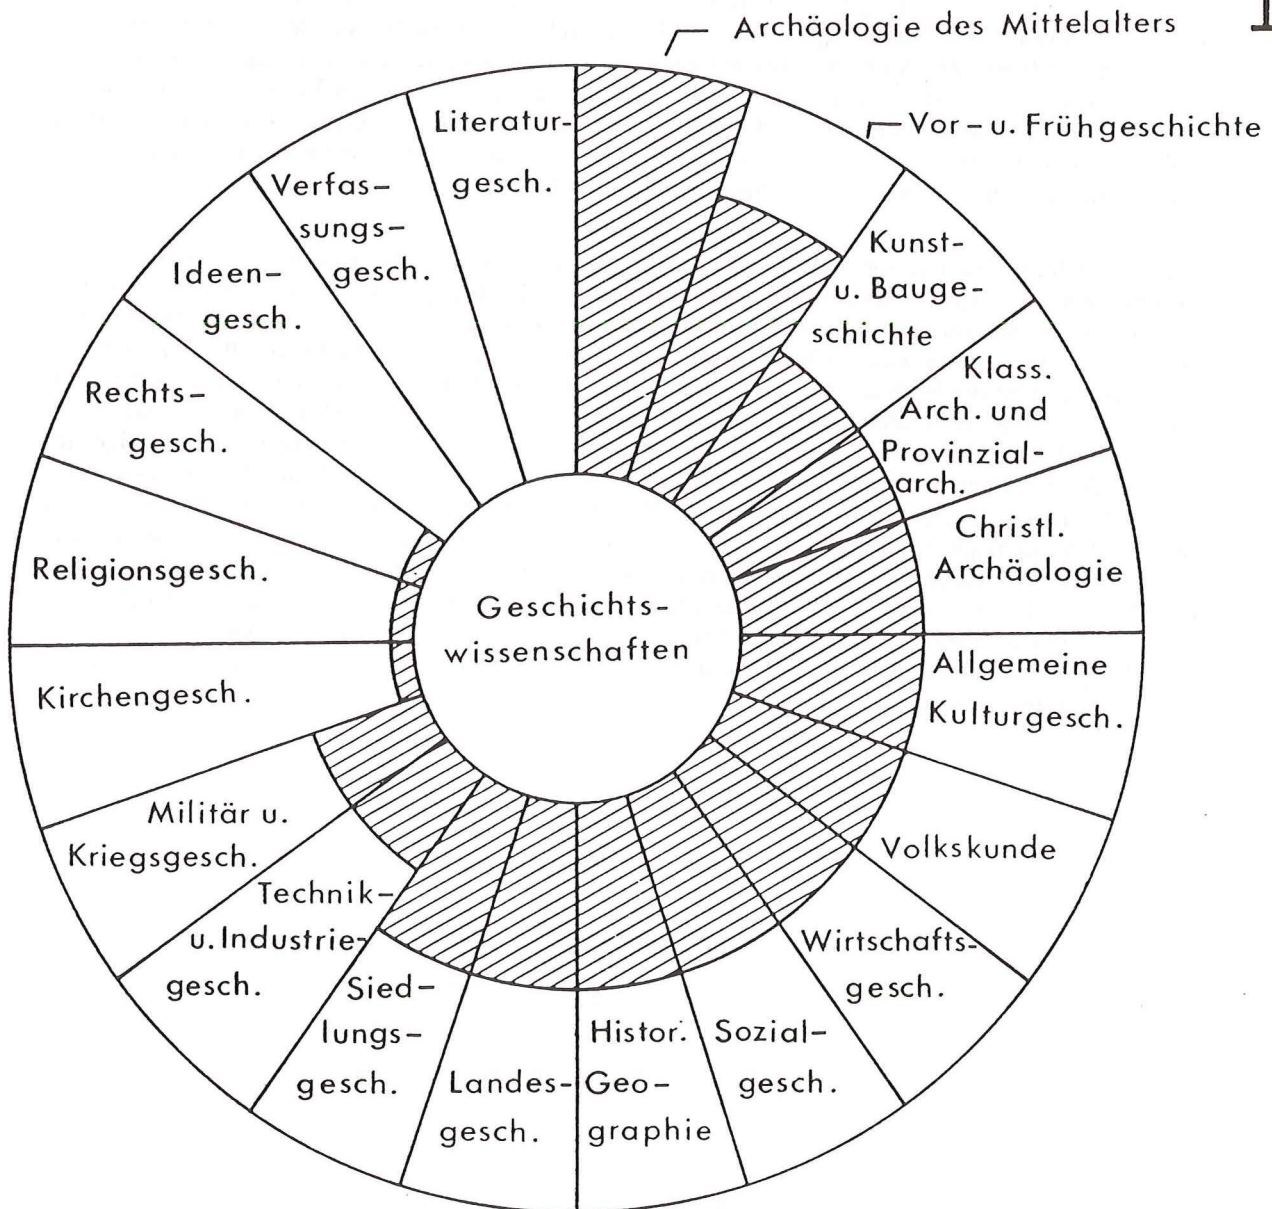 Archäologie des Mittelalters
Vor- u. Frühgeschichte
Kunst-
u. Bauge-
schichte
Klass.
Arch. und
Provinzial-
arch.
Christl.
Archäologie
Allgemeine
Kulturgesch.
Volkskunde
Wirtschafts-
gesch.
Sozial-
gesch.
Histor.
Geo-
graphie
Landes-
gesch.
Sied-
lungs-
gesch.
Technik-
u. Industrie-
gesch.
Militär u.
Kriegsgesch.
Kirchengesch.
Religionsgesch.
Rechts-
gesch.
Ideen-
gesch.
Verfas-
sungs-
gesch.
Literatur-
gesch.
Geschichts-
wissenschaften